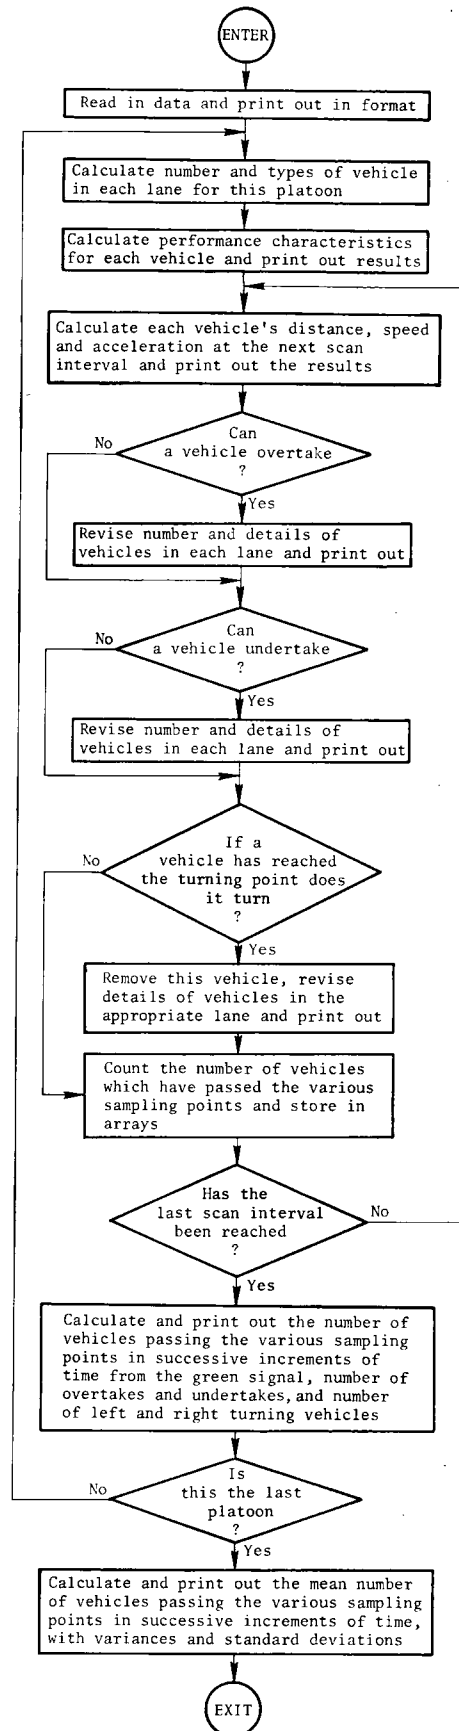 ENTER
Read in data and print out in format
Calculate number and types of vehicle
in each lane for this platoon
Calculate performance characteristics
for each vehicle and print out results
Calculate each vehicle's distance, speed
and acceleration at the next scan
interval and print out the results
No
Can
a vehicle overtake
?
Yes
Revise number and details of
vehicles in each lane and print out
No
Can
a vehicle undertake
?
Yes
Revise number and details of
vehicles in each lane and print out
No
If a
vehicle has reached
the turning point does
it turn
?
Yes
Remove this vehicle, revise
details of vehicles in the
appropriate lane and print out
Count the number of vehicles
which have passed the various
sampling points and store in
arrays
Has the
last scan interval
been reached
?
No
Yes
Calculate and print out the number of
vehicles passing the various sampling
points in successive increments of
time from the green signal, number of
overtakes and undertakes, and number
of left and right turning vehicles
No
Is
this the last
platoon
?
Yes
Calculate and print out the mean number
of vehicles passing the various sampling
points in successive increments of time,
with variances and standard deviations
EXIT